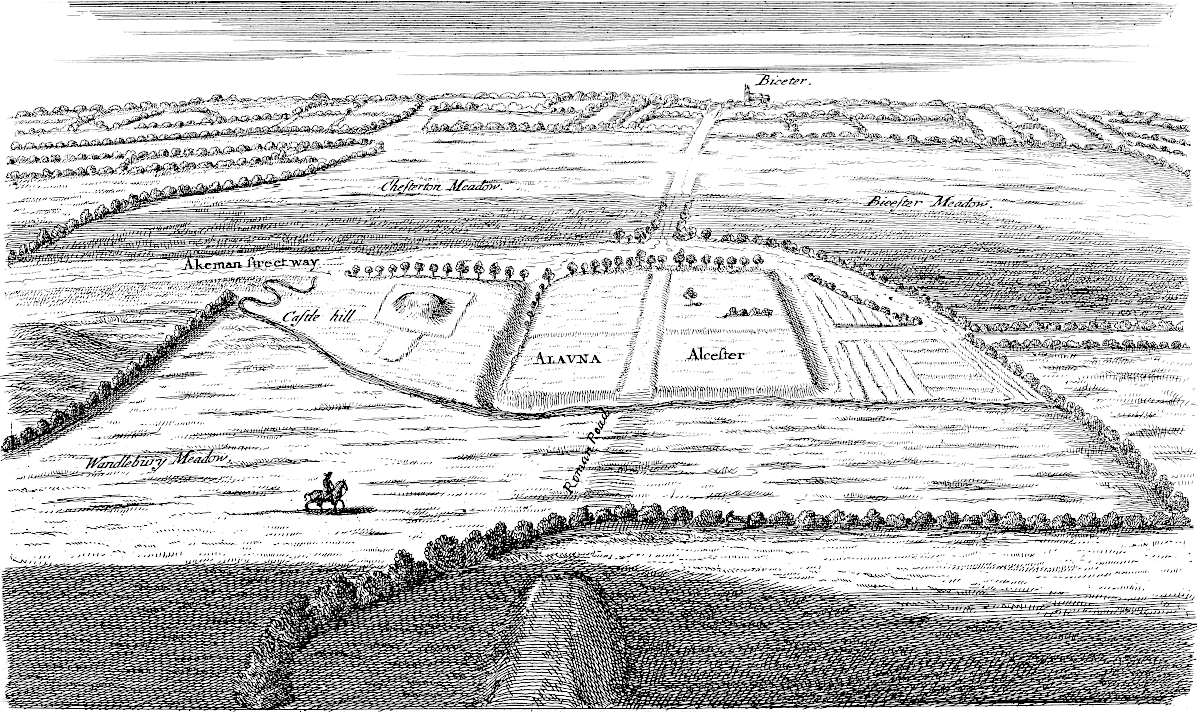 Biceter.
Chesterton Meadow.
Bicester Meadow.
Akeman street way
Castle hill
ALAVNA
Alcester
Roman Road
Wandlebury Meadow,